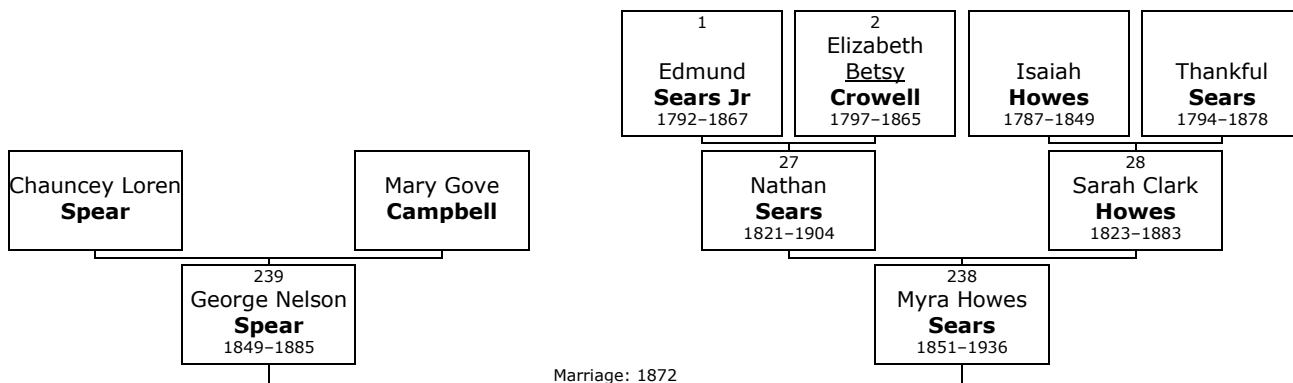 1
Edmund
Sears Jr
1792–1867
2
Elizabeth
Betsy
Crowell
1797–1865
Isaiah
Howes
1787–1849
Thankful
Sears
1794–1878
Chauncey Loren
Spear
Mary Gove
Campbell
27
Nathan
Sears
1821–1904
28
Sarah Clark
Howes
1823–1883
239
George Nelson
Spear
1849–1885
238
Myra Howes
Sears
1851–1936
Marriage: 1872